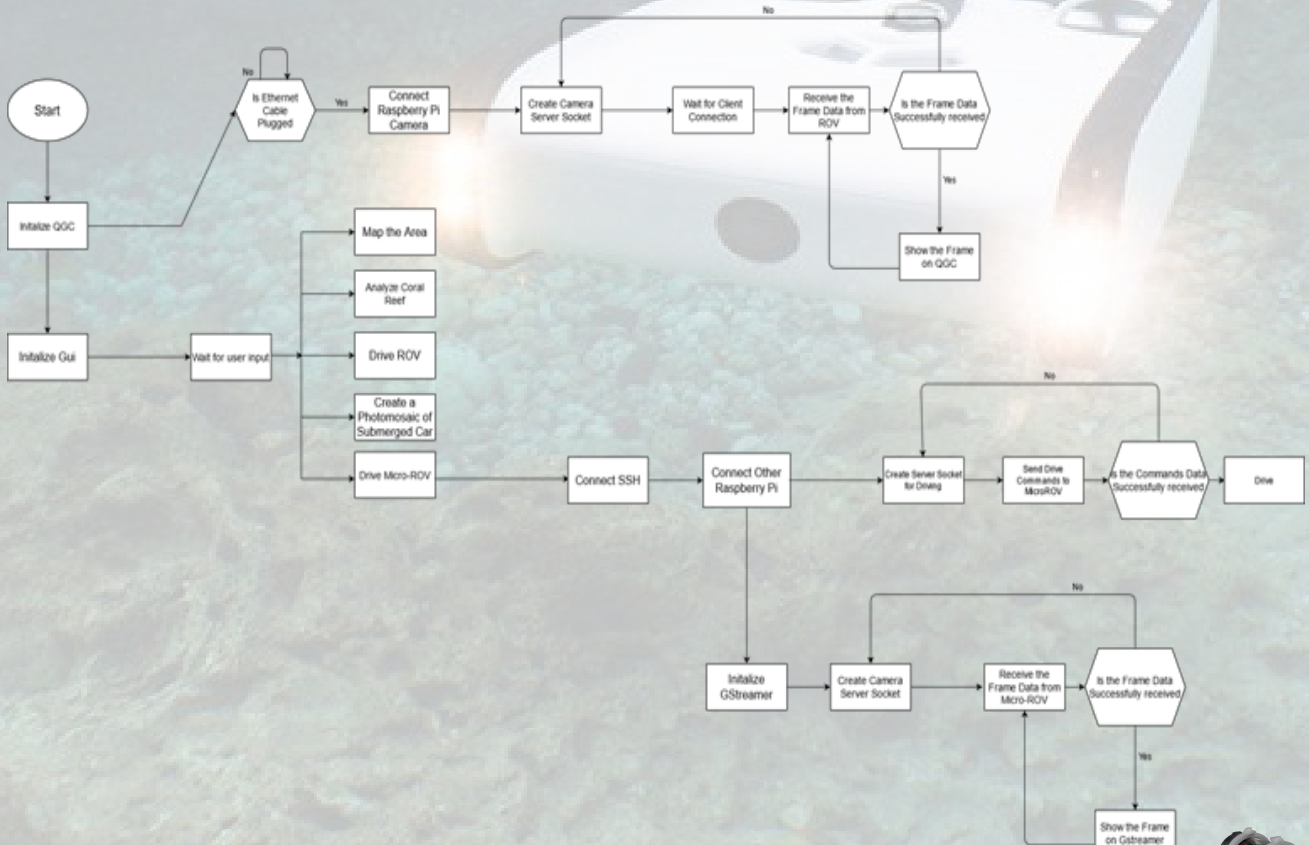 No
No
Start
Is Ethernet
Cable
Plugged
Yes
Connect
Raspberry Pi
Camera
Create Camera
Server Socket
Wait for Client
Connection
Receive the
Frame Data from
ROV
Is the Frame Data
Successfully received
Yes
Initalize QGC
Map the Area
Show the Frame
on QGC
Analyze Coral
Reef
Initalize Gui
Wait for user input
Drive ROV
Create a
Photomosaic of
Submerged Car
No
Drive Micro-ROV
Connect SSH
Connect Other
Raspberry Pi
Create Server Socket
for Driving
Send Drive
Commands to
MicroROV
Is the Commands Data
Successfully received
Drive
No
Initalize
GStreamer
Create Camera
Server Socket
Receive the
Frame Data from
Micro-ROV
Is the Frame Data
Successfully received
Yes
Show the Frame
on Gstreamer